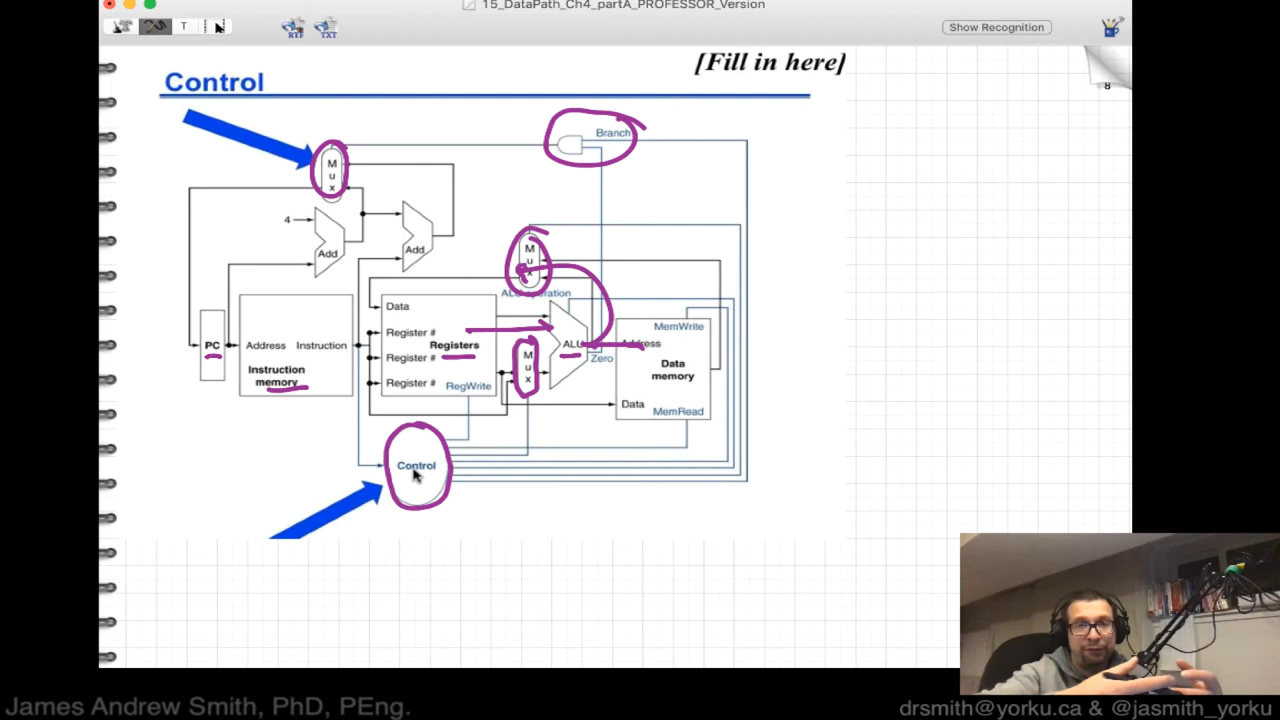 15_DataPath_Ch4_partA_PROFESSOR_Version
T
RTF
TXT
Show Recognition
[Fill in here]
8
Control
Branch
M
u
x
4
Add
Add
M
u
x
ALU operation
Data
Register #
Registers
Register #
Register #
RegWrite
PC
Address
Instruction
Instruction
memory
M
u
x
ALU
Zero
MemWrite
Address
Data
memory
Data
MemRead
Control
James Andrew Smith, PhD, PEng.
drsmith@yorku.ca & @jasmith_yorku